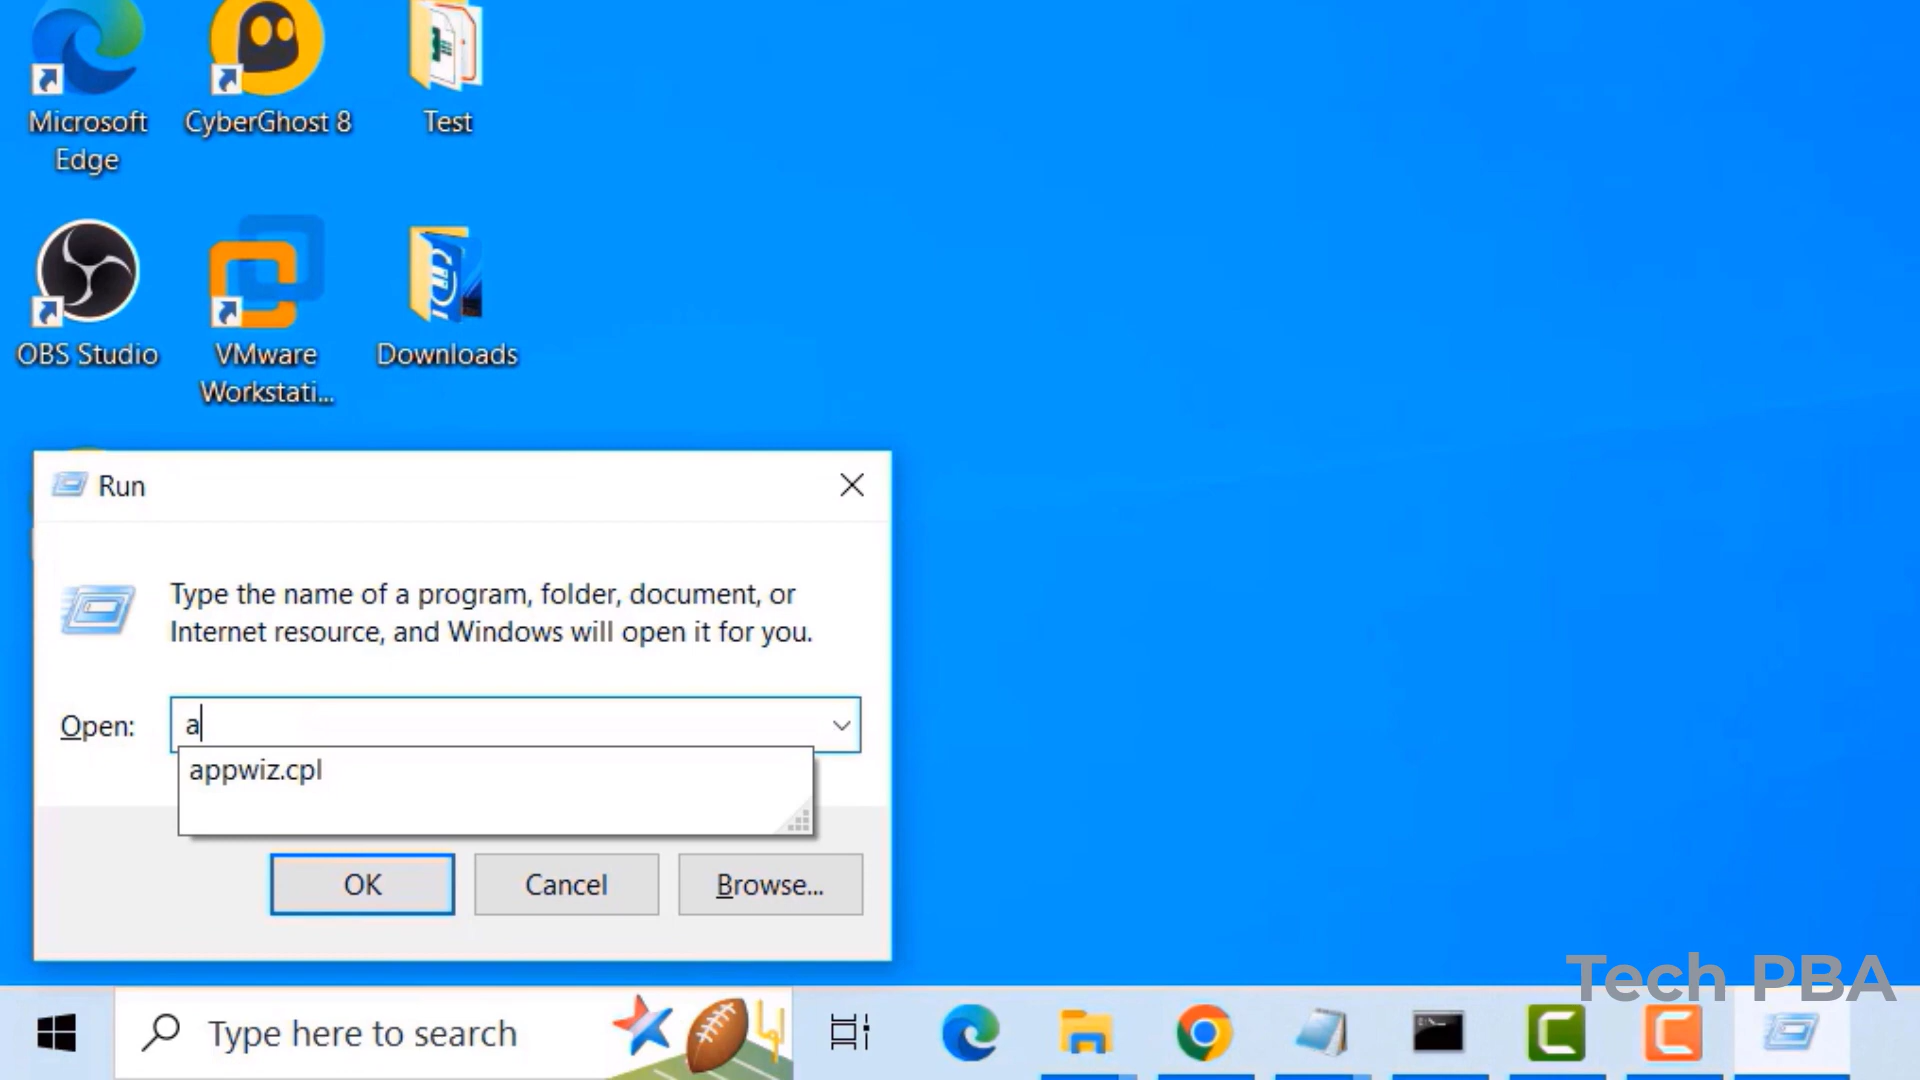 Microsoft
Edge
CyberGhost 8
Test
OBS Studio
VMware
Workstati...
Downloads
Run
Type the name of a program, folder, document, or
Internet resource, and Windows will open it for you.
Open:
a
appwiz.cpl
OK
Cancel
Browse...
Tech PBA
Type here to search